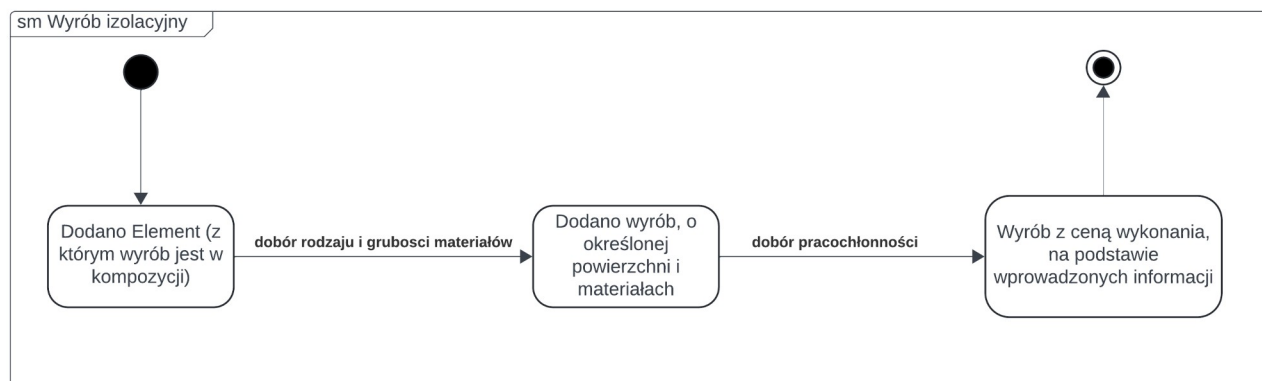 sm Wyrób izolacyjny
Dodano Element (z
którym wyrób jest w
kompozycji)
dobór rodzaju i grubosci materiałów
Dodano wyrób, o
określonej
powierzchni i
materiałach
dobór pracochłonności
Wyrób z ceną wykonania,
na podstawie
wprowadzonych informacji